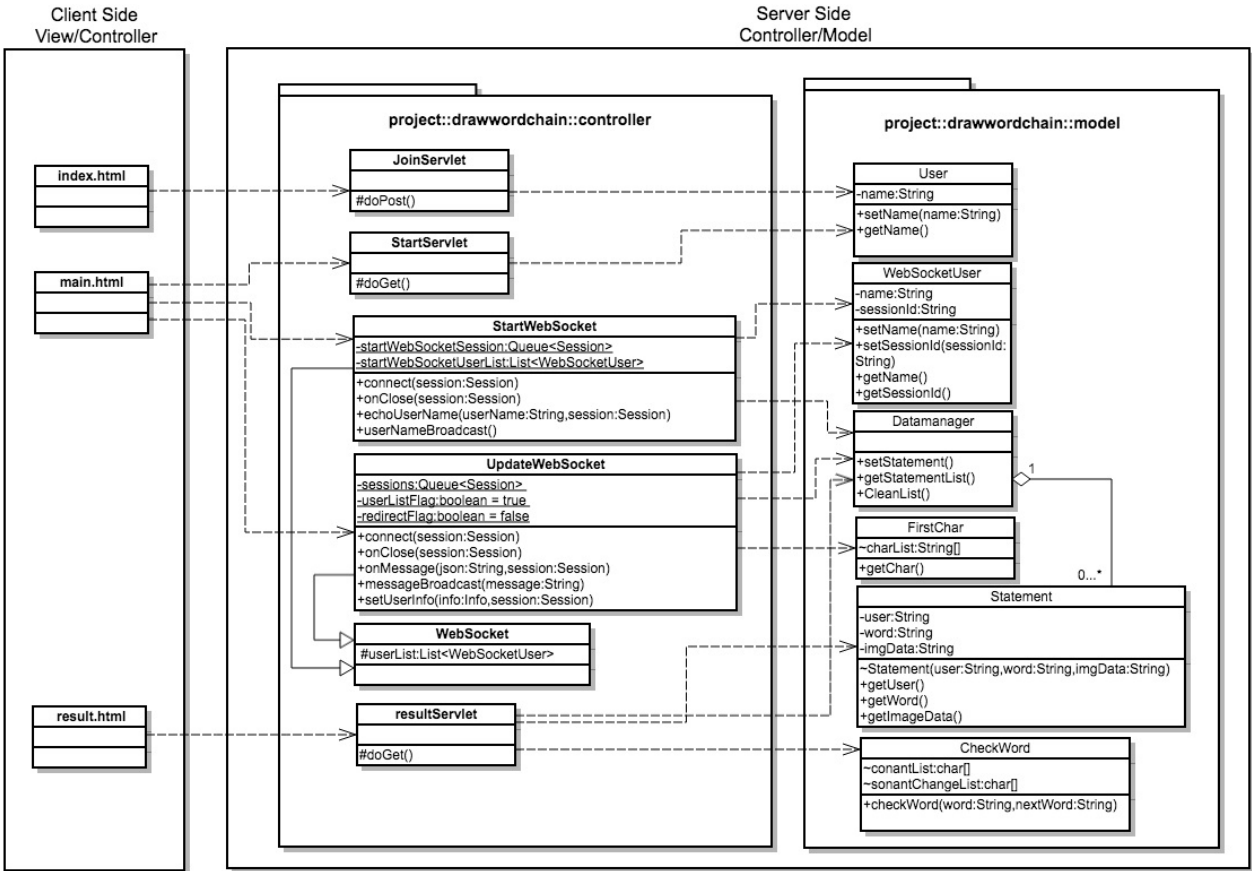 Client Side
View/Controller
Server Side
Controller/Model
index.html
main.html
result.html
project::drawwordchain::controller
JoinServlet
#doPost()
StartServlet
#doGet()
StartWebSocket
-startWebSocketSession:Queue<Session>
-startWebSocketUserList:List<WebSocketUser>
+connect(session:Session)
+onClose(session:Session)
+echoUserName(userName:String,session:Session)
+userNameBroadcast()
UpdateWebSocket
-sessions:Queue<Session>
-userListFlag:boolean = true
-redirectFlag:boolean = false
+connect(session:Session)
+onClose(session:Session)
+onMessage(json:String,session:Session)
+messageBroadcast(message:String)
+setUserInfo(info:Info,session:Session)
WebSocket
#userList:List<WebSocketUser>
resultServlet
#doGet()
project::drawwordchain::model
User
-name:String
+setName(name:String)
+getName()
WebSocketUser
-name:String
-sessionId:String
+setName(name:String)
+setSessionId(sessionId:
String)
+getName()
+getSessionId()
Datamanager
+setStatement()
+getStatementList()
+CleanList()
1
0...*
FirstChar
~charList:String[]
+getChar()
Statement
-user:String
-word:String
-imgData:String
~Statement(user:String,word:String,imgData:String)
+getUser()
+getWord()
+getImageData()
CheckWord
~conantList:char[]
~sonantChangeList:char[]
+checkWord(word:String,nextWord:String)